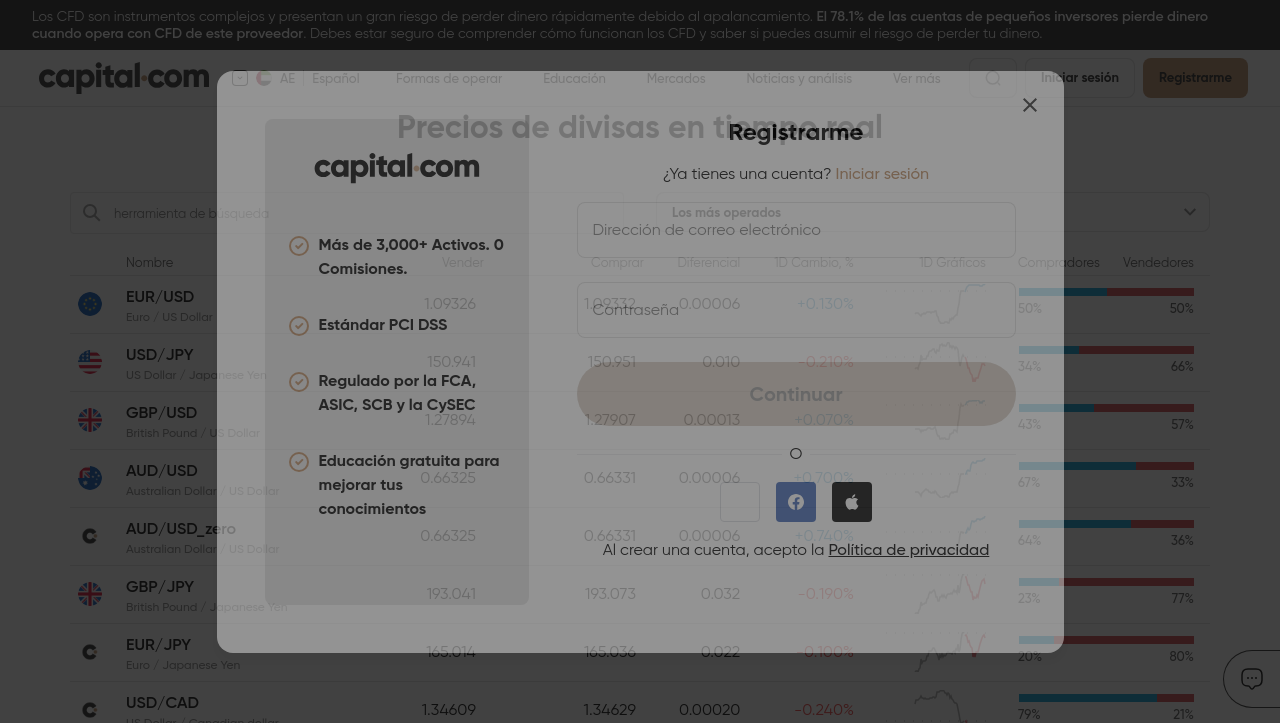 Los CFD son instrumentos complejos y presentan un gran riesgo de perder dinero rápidamente debido al apalancamiento. El 78.1% de las cuentas de pequeños inversores pierde dinero
cuando opera con CFD de este proveedor. Debes estar seguro de comprender cómo funcionan los CFD y saber si puedes asumir el riesgo de perder tu dinero.
capital.com AE Español Formas de operar Educación Mercados Noticias y análisis Ver más Iniciar sesión Registrarme
Precios de divisas en tiempo real
Registrarme
capital.com
¿Ya tienes una cuenta? Iniciar sesión
herramienta de búsqueda Los más operados
Dirección de correo electrónico
Más de 3,000+ Activos. 0
Comisiones.
Estándar PCI DSS
Regulado por la FCA,
ASIC, SCB y la CySEC
Educación gratuita para
mejorar tus
conocimientos
Contraseña
Continuar
O
Al crear una cuenta, acepto la Política de privacidad
Nombre Vender Comprar Diferencial 1D Cambio, % 1D Gráficos Compradores Vendedores
EUR/USD 1.09326 1.09332 0.00006 +0.130% 50% 50%
Euro / US Dollar
USD/JPY 150.941 150.951 0.010 -0.210% 34% 66%
US Dollar / Japanese Yen
GBP/USD 1.27894 1.27907 0.00013 +0.070% 43% 57%
British Pound / US Dollar
AUD/USD 0.66325 0.66331 0.00006 +0.700% 67% 33%
Australian Dollar / US Dollar
AUD/USD_zero 0.66325 0.66331 0.00006 +0.740% 64% 36%
Australian Dollar / US Dollar
GBP/JPY 193.041 193.073 0.032 -0.190% 23% 77%
British Pound / Japanese Yen
EUR/JPY 165.014 165.036 0.022 -0.100% 20% 80%
Euro / Japanese Yen
USD/CAD 1.34609 1.34629 0.00020 -0.240% 79% 21%
US Dollar / Canadian dollar